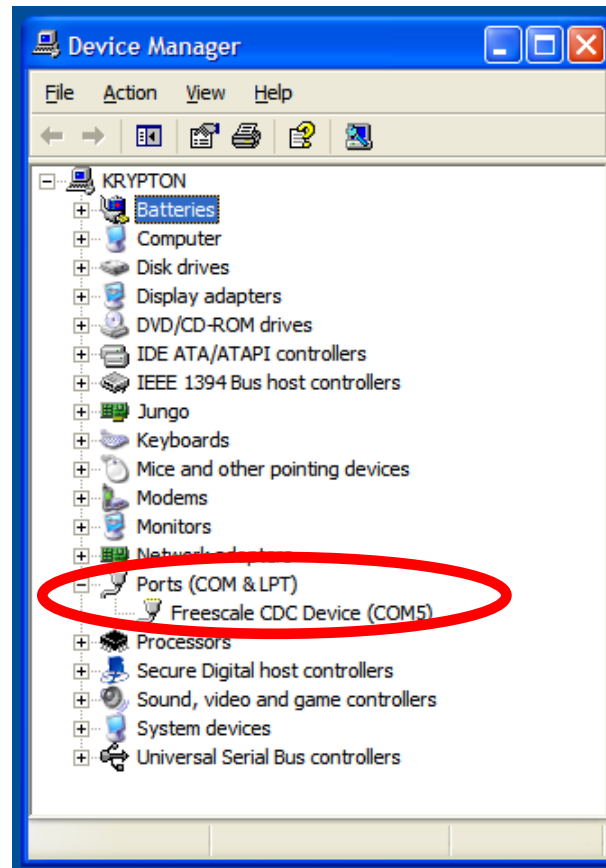 Device Manager
File Action View Help
KRYPTON
Batteries
Computer
Disk drives
Display adapters
DVD/CD-ROM drives
IDE ATA/ATAPI controllers
IEEE 1394 Bus host controllers
Jungo
Keyboards
Mice and other pointing devices
Modems
Monitors
Network adapters
Ports (COM & LPT)
Freescale CDC Device (COM5)
Processors
Secure Digital host controllers
Sound, video and game controllers
System devices
Universal Serial Bus controllers